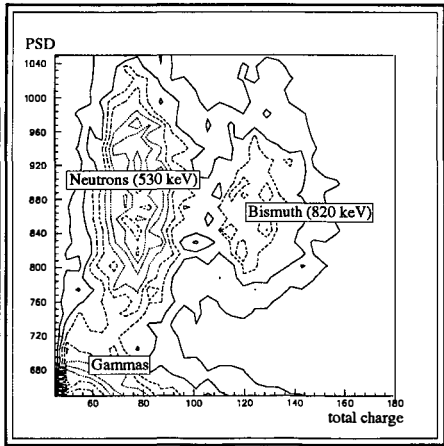 PSD
1040
1000
960
920
880
840
800
760
720
680
Neutrons (530 keV)
Bismuth (820 keV)
Gammas
60 80 100 120 140 160 180
total charge